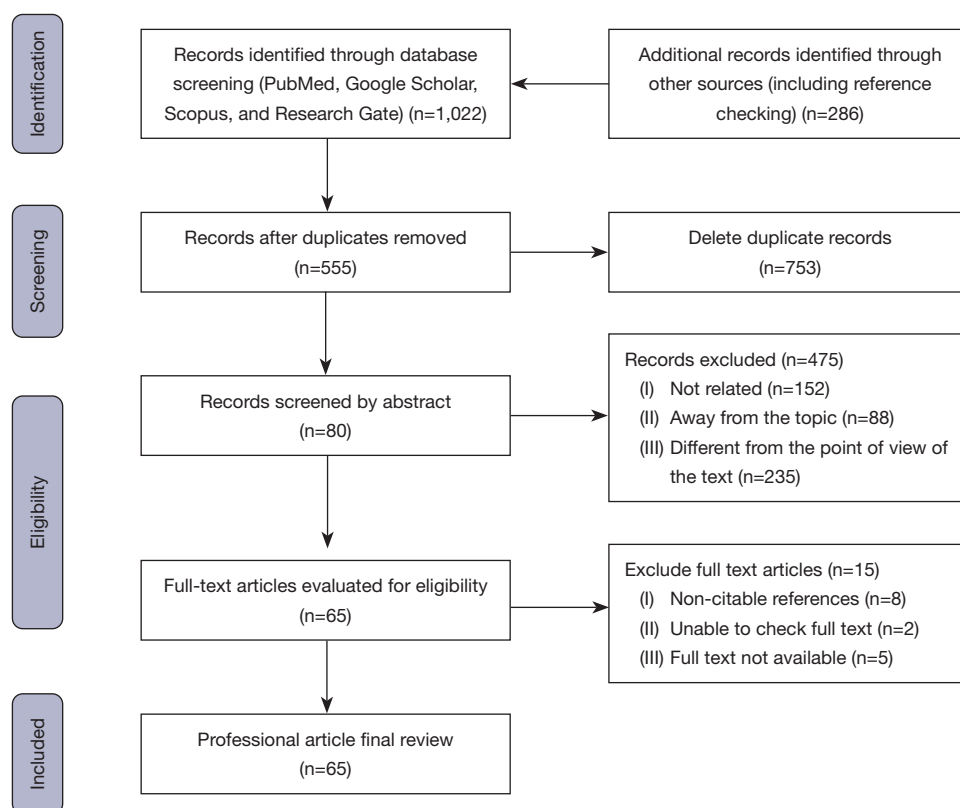 Identification
Records identified through database
screening (PubMed, Google Scholar,
Scopus, and Research Gate) (n=1,022)
Additional records identified through
other sources (including reference
checking) (n=286)
Screening
Records after duplicates removed
(n=555)
Delete duplicate records
(n=753)
Eligibility
Records screened by abstract
(n=80)
Records excluded (n=475)
(I) Not related (n=152)
(II) Away from the topic (n=88)
(III) Different from the point of view of
the text (n=235)
Full-text articles evaluated for eligibility
(n=65)
Exclude full text articles (n=15)
(I) Non-citable references (n=8)
(II) Unable to check full text (n=2)
(III) Full text not available (n=5)
Included
Professional article final review
(n=65)